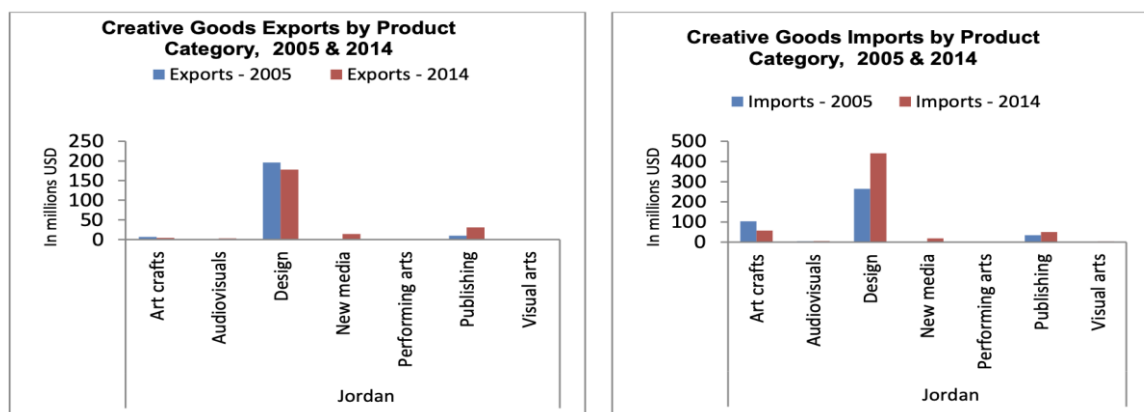 Creative Goods Exports by Product
Category, 2005 & 2014
Exports - 2005 Exports - 2014
In millions USD
250
200
150
100
50
0
Art crafts
Audiovisuals
Design
New media
Performing arts
Publishing
Visual arts
Jordan
Creative Goods Imports by Product
Category, 2005 & 2014
Imports - 2005 Imports - 2014
In millions USD
500
400
300
200
100
0
Art crafts
Audiovisuals
Design
New media
Performing arts
Publishing
Visual arts
Jordan